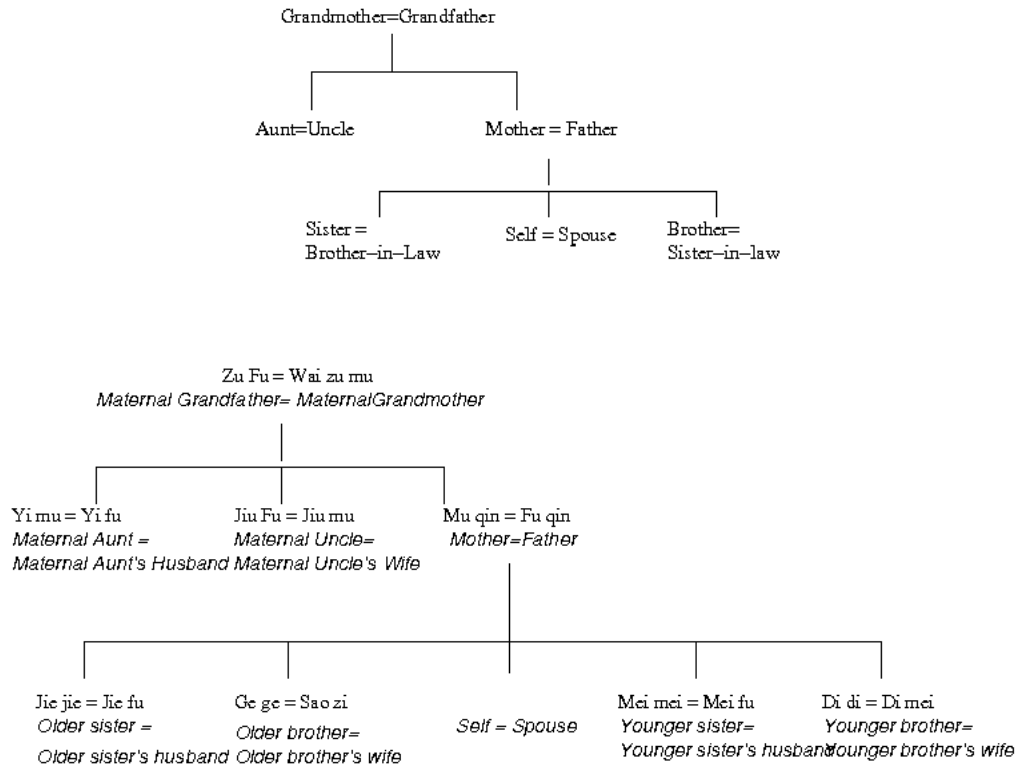 Grandmother=Grandfather
Aunt=Uncle
Mother = Father
Sister =
Brother-in-Law
Self = Spouse
Brother=
Sister-in-law
Zu Fu = Wai zu mu
Maternal Grandfather= MaternalGrandmother
Yi mu = Yi fu
Maternal Aunt =
Maternal Aunt's Husband
Jiu Fu = Jiu mu
Maternal Uncle=
Maternal Uncle's Wife
Mu qin = Fu qin
Mother=Father
Jie jie = Jie fu
Older sister =
Older sister's husband
Ge ge = Sao zi
Older brother=
Older brother's wife
Self = Spouse
Mei mei = Mei fu
Younger sister=
Younger sister's husband
Di di = Di mei
Younger brother=
Younger brother's wife